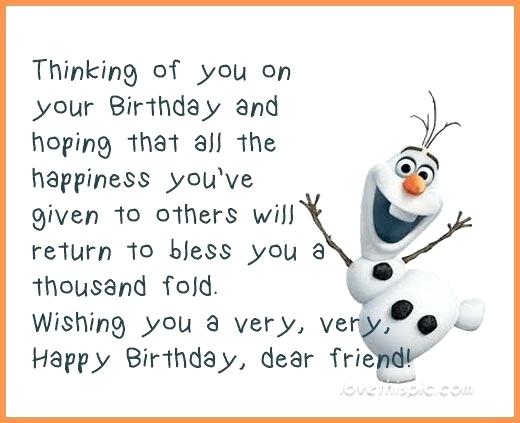 Thinking of you on
your Birthday and
hoping that all the
happiness you've
given to others will
return to bless you a
thousand fold.
Wishing you a very, very,
Happy Birthday, dear friend!
lovethispic.com